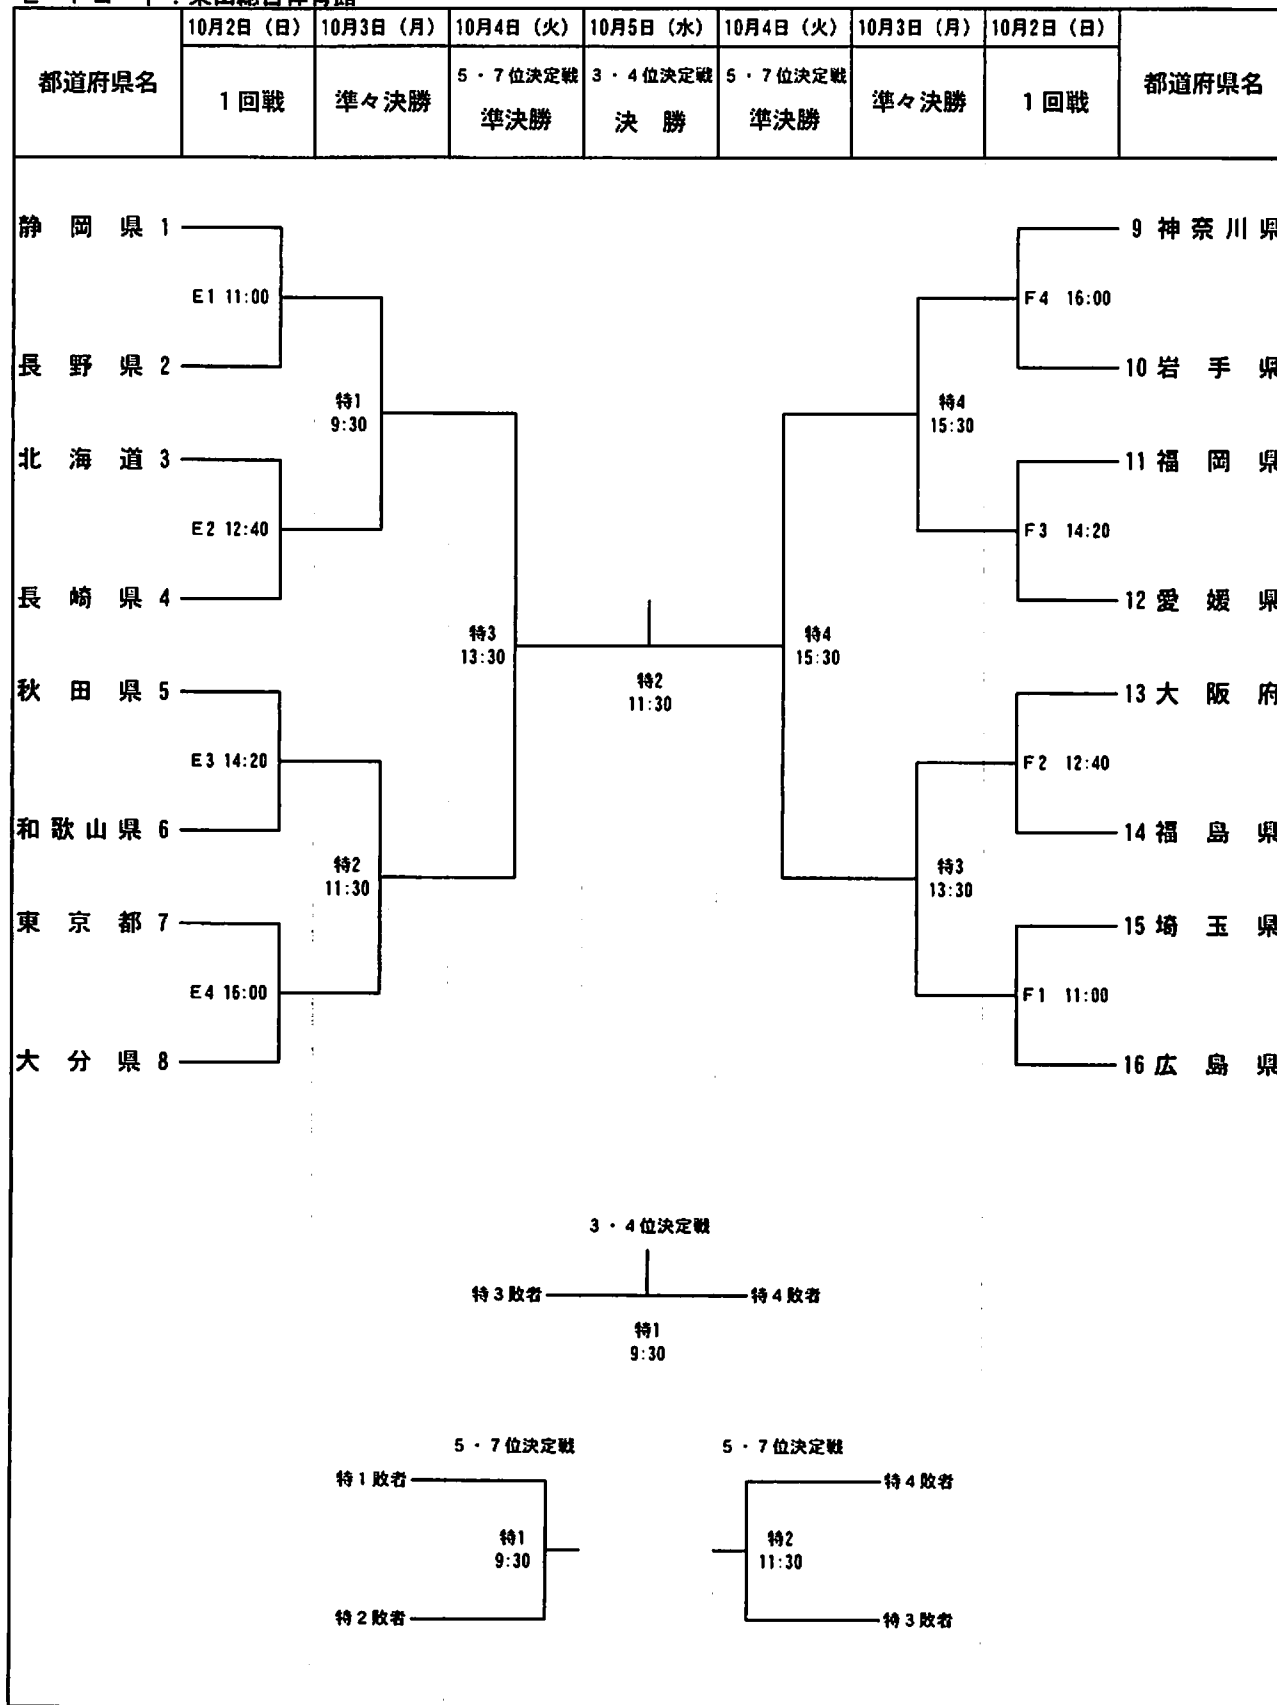 10月2日（日） 10月3日（月） 10月4日（火） 10月5日（水） 10月4日（火） 10月3日（月） 10月2日（日）
都道府県名 1回戦 準々決勝 5・7位決定戦 準決勝 3・4位決定戦 決 勝 5・7位決定戦 準決勝 準々決勝 1回戦 都道府県名
静岡県 1
9 神奈川県
E1 11:00
F4 16:00
長野県 2
10 岩手県
特1
9:30
特4
15:30
北海道 3
11 福岡県
E2 12:40
F3 14:20
長崎県 4
12 愛媛県
特3
13:30
特2
11:30
特4
15:30
秋田県 5
13 大阪府
E3 14:20
F2 12:40
和歌山県 6
14 福島県
特2
11:30
特3
13:30
東京都 7
15 埼玉県
E4 16:00
F1 11:00
大分県 8
16 広島県
3・4位決定戦
特3敗者 特4敗者
特1
9:30
5・7位決定戦 5・7位決定戦
特1敗者 特4敗者
特1
9:30
特2
11:30
特2敗者 特3敗者